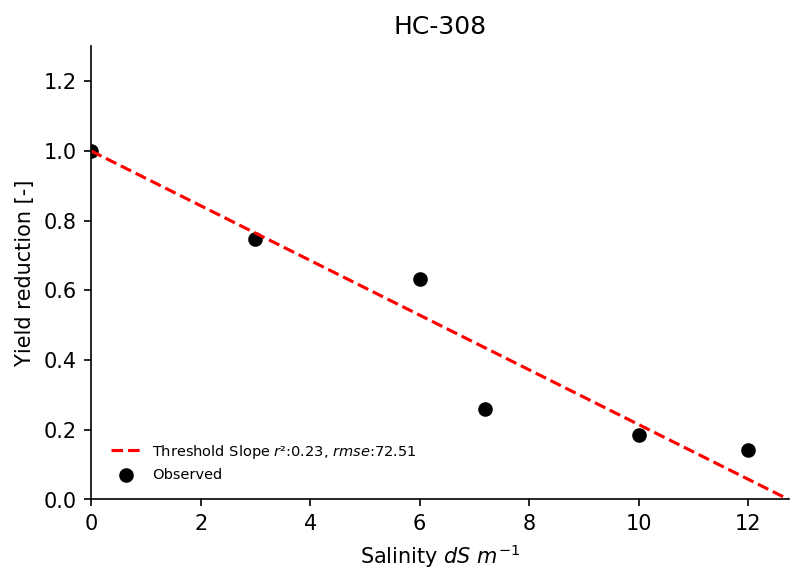 HC-308
Yield reduction [-]
1.2
1.0
0.8
0.6
0.4
0.2
0.0
Threshold Slope r²:0.23, rmse:72.51
Observed
0 2 4 6 8 10 12
Salinity dS m⁻¹